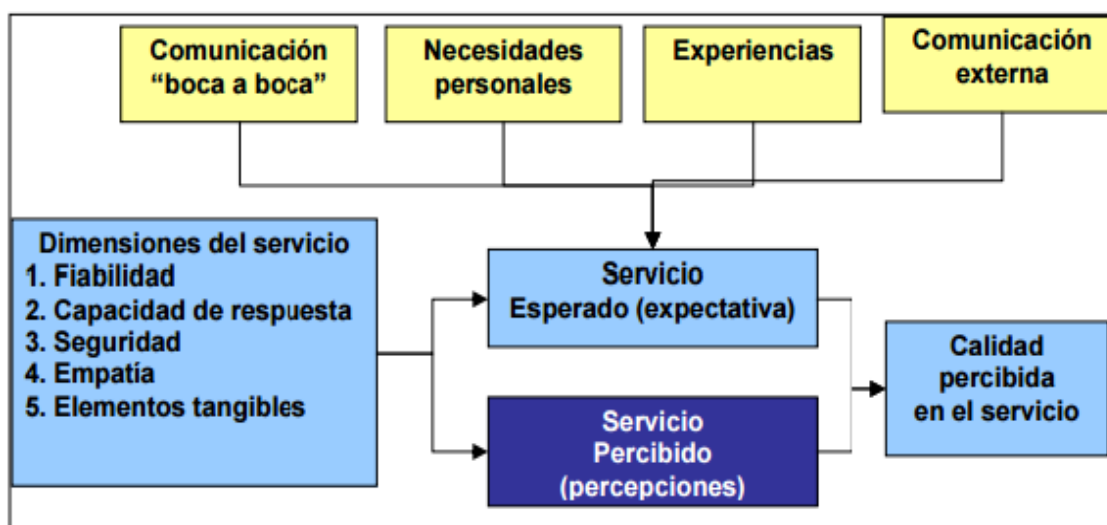 Comunicación
“boca a boca”
Necesidades
personales
Experiencias
Comunicación
externa
Dimensiones del servicio
1. Fiabilidad
2. Capacidad de respuesta
3. Seguridad
4. Empatía
5. Elementos tangibles
Servicio
Esperado (expectativa)
Servicio
Percibido
(percepciones)
Calidad
percibida
en el servicio